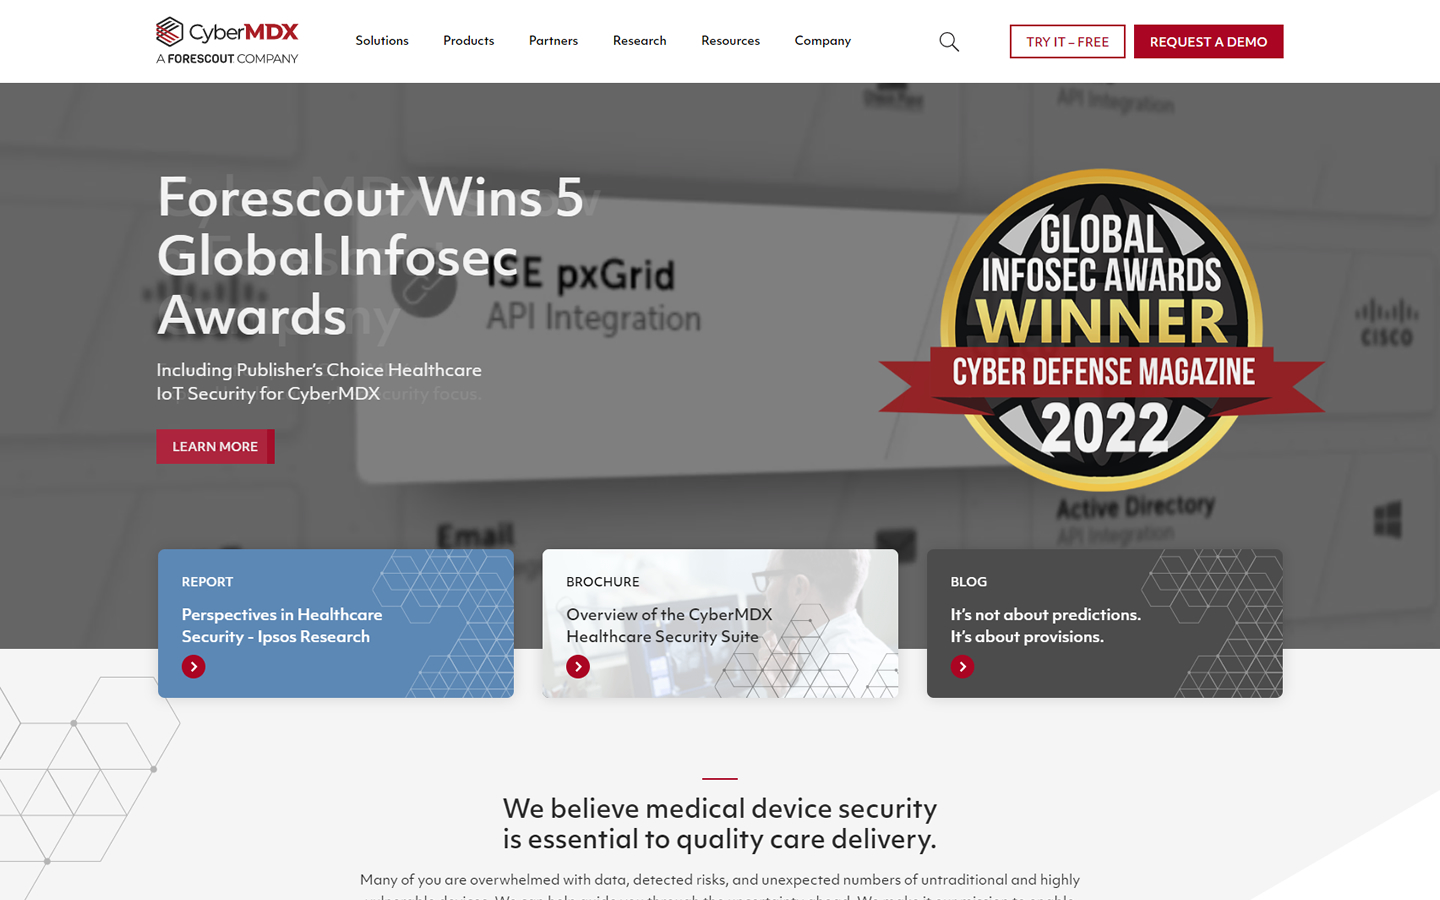 CyberMDX
A FORESCOUT COMPANY
Solutions
Products
Partners
Research
Resources
Company
TRY IT – FREE
REQUEST A DEMO
API Integration
Forescout Wins 5
Global Infosec
Awards
Including Publisher's Choice Healthcare
IoT Security for CyberMDX
LEARN MORE
ISE pxGrid
API Integration
GLOBAL
INFOSEC AWARDS
WINNER
CYBER DEFENSE MAGAZINE
2022
CISCO
Email
Active Directory
API Integration
REPORT
Perspectives in Healthcare
Security - Ipsos Research
BROCHURE
Overview of the CyberMDX
Healthcare Security Suite
BLOG
It's not about predictions.
It's about provisions.
We believe medical device security
is essential to quality care delivery.
Many of you are overwhelmed with data, detected risks, and unexpected numbers of untraditional and highly